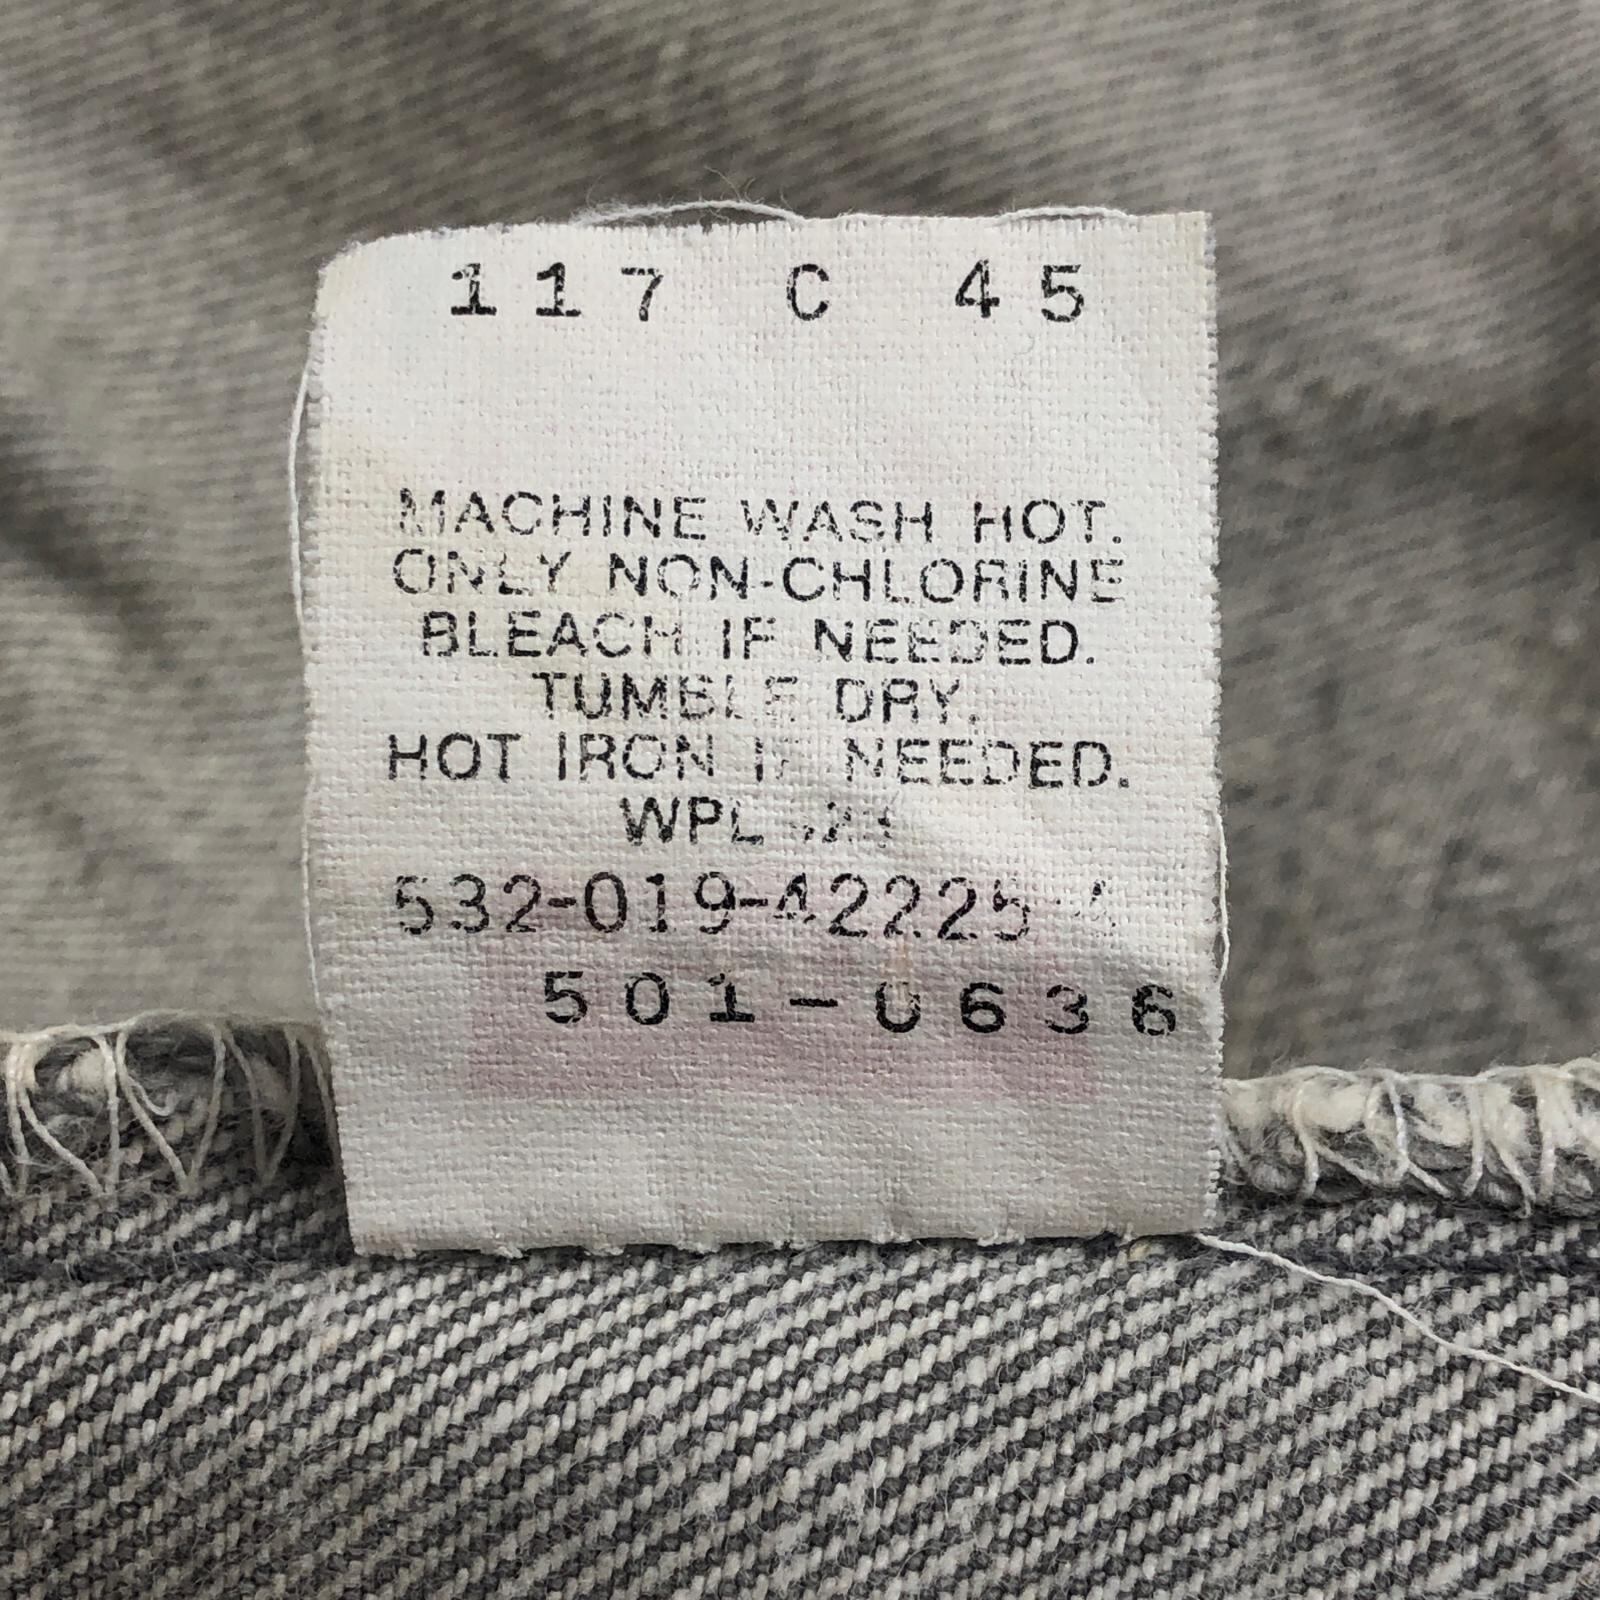 117 C 45
MACHINE WASH HOT.
ONLY NON-CHLORINE
BLEACH IF NEEDED.
TUMBLE DRY.
HOT IRON IF NEEDED.
WPL
532-019-42225
501-0636